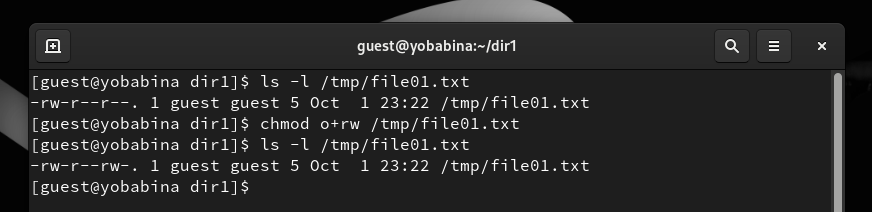 guest@yobabina:~/dir1
[guest@yobabina dir1]$ ls -l /tmp/file01.txt
-rw-r--r--. 1 guest guest 5 Oct  1 23:22 /tmp/file01.txt
[guest@yobabina dir1]$ chmod o+rw /tmp/file01.txt
[guest@yobabina dir1]$ ls -l /tmp/file01.txt
-rw-r--rw-. 1 guest guest 5 Oct  1 23:22 /tmp/file01.txt
[guest@yobabina dir1]$